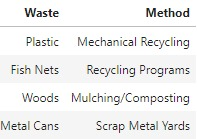 Waste Method
Plastic Mechanical Recycling
Fish Nets Recycling Programs
Woods Mulching/Composting
Metal Cans Scrap Metal Yards